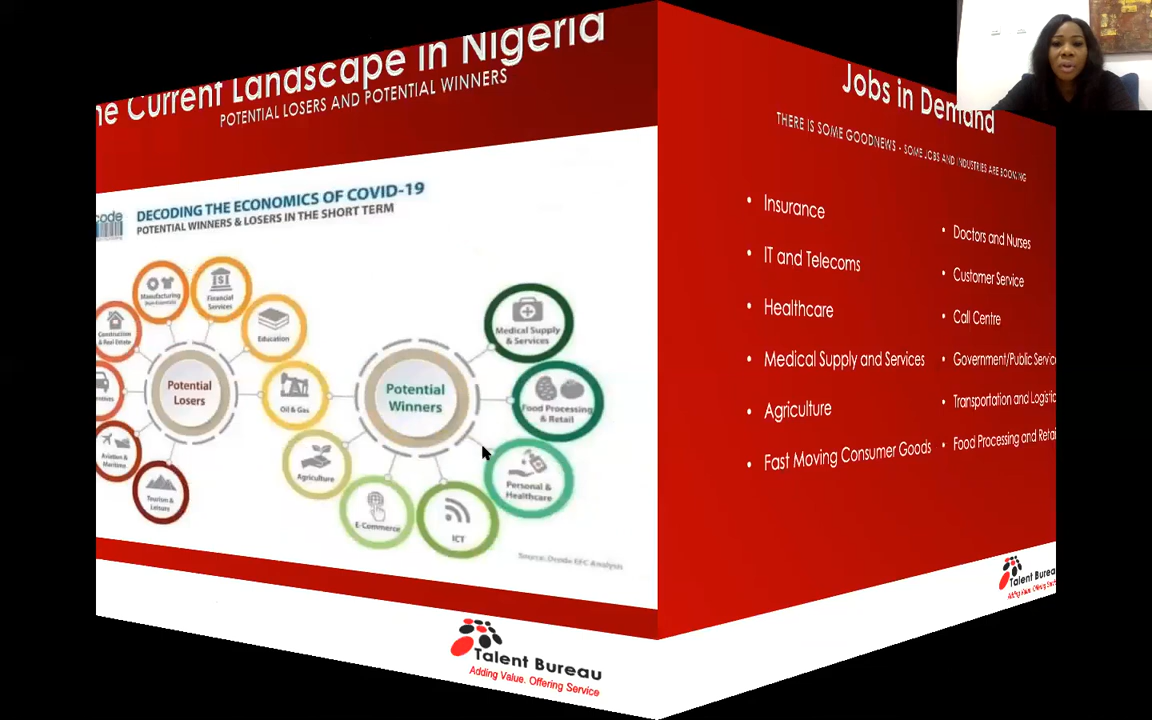 he Current Landscape in Nigeria
POTENTIAL LOSERS AND POTENTIAL WINNERS
code
DECODING THE ECONOMICS OF COVID-19
POTENTIAL WINNERS & LOSERS IN THE SHORT TERM
Manufacturing
Financial
Services
Construction
& Real Estate
Education
Potential
Losers
Oil & Gas
Aviation &
Maritime
Tourism &
Leisure
Potential
Winners
Medical Supply
& Services
Food Processing
& Retail
Personal &
Healthcare
Agriculture
E-Commerce
ICT
Talent Bureau
Adding Value. Offering Service
Jobs in Demand
THERE IS SOME GOODNEWS - SOME JOBS AND INDUSTRIES ARE BOOMING
• Insurance
• IT and Telecoms
• Healthcare
• Medical Supply and Services
• Agriculture
• Fast Moving Consumer Goods
• Doctors and Nurses
• Customer Service
• Call Centre
• Government/Public Servic
• Transportation and Logistic
• Food Processing and Retai
Talent Burea